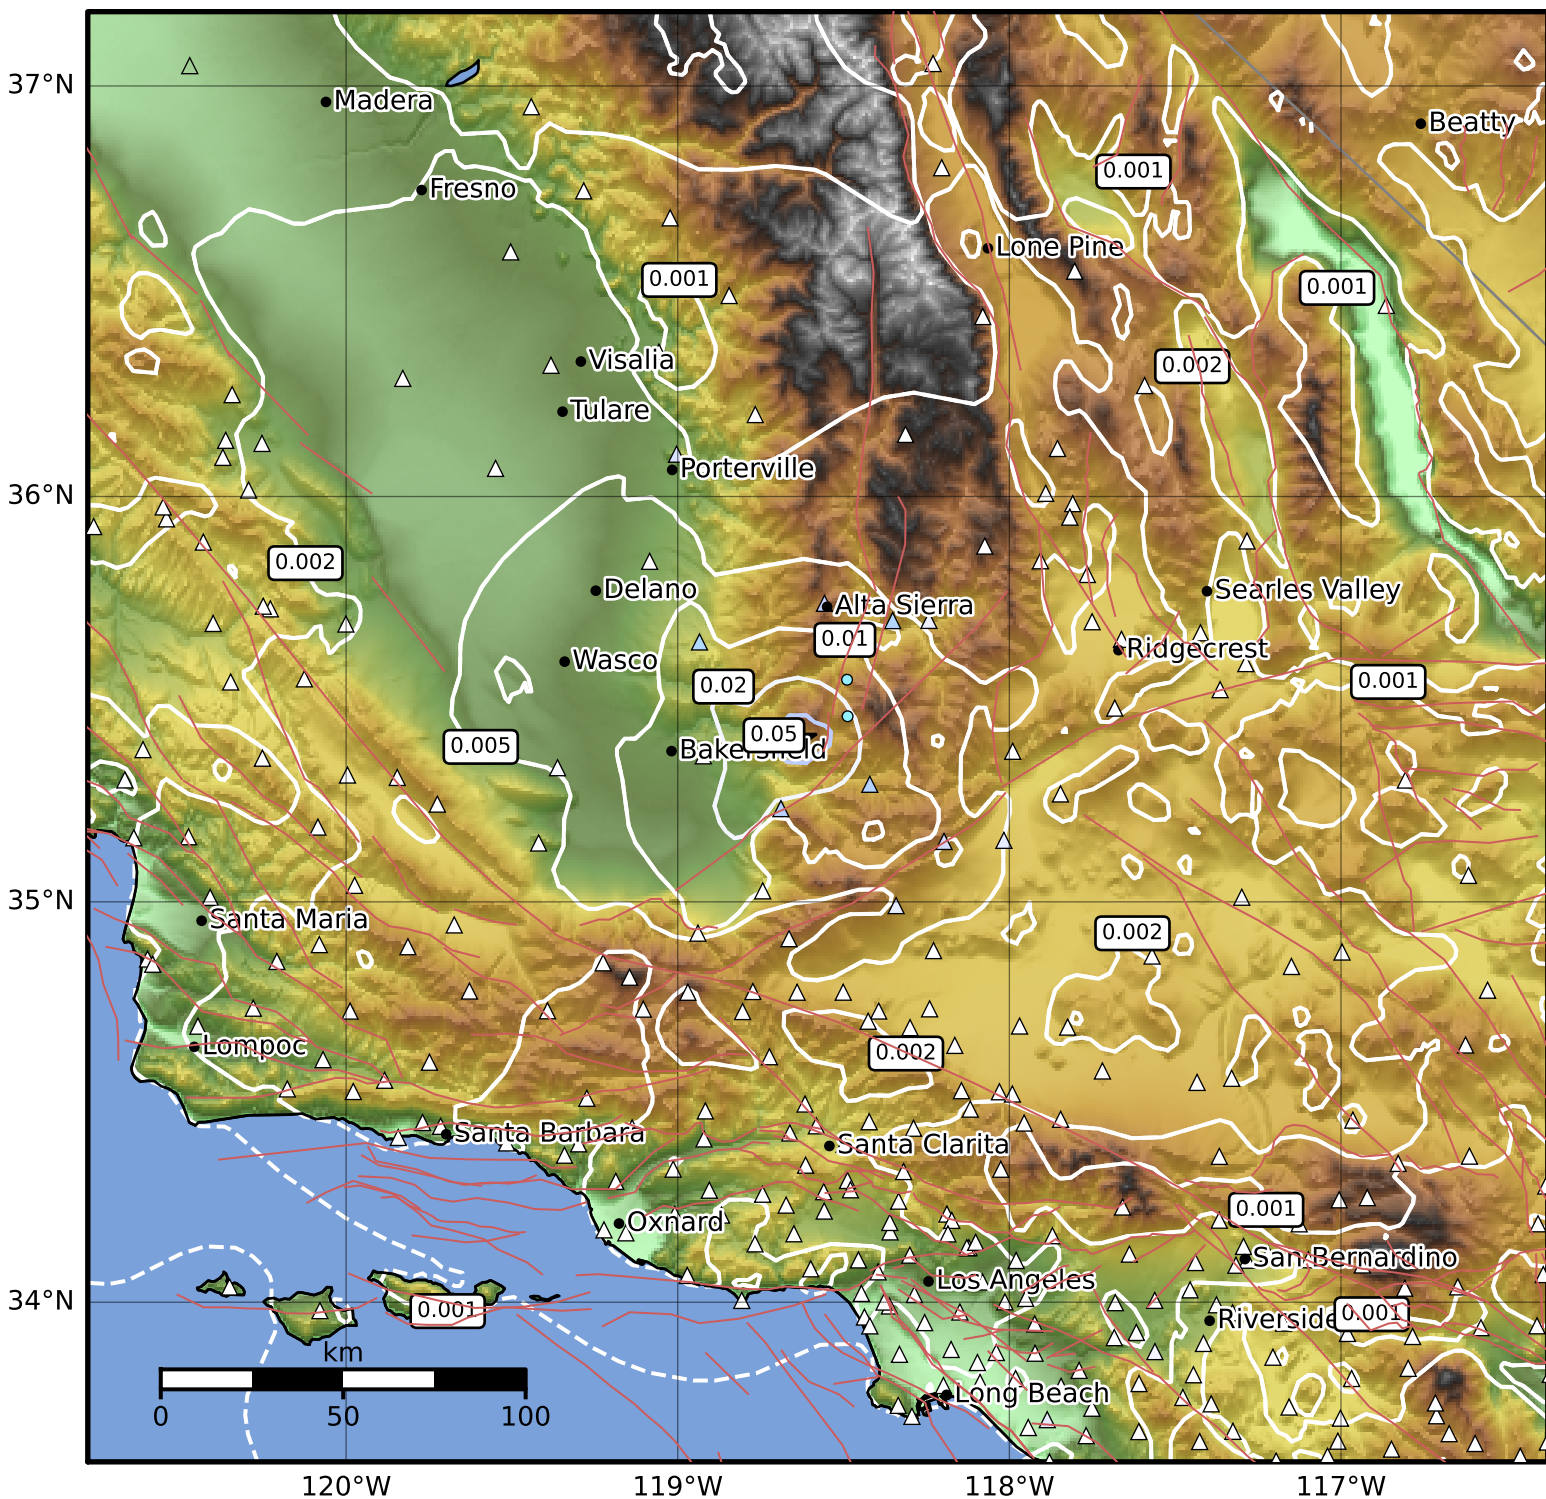 37°N
Madera
Beatty
0.001
Fresno
Lone Pine
0.001
0.001
Visalia
0.002
Tulare
Porterville
36°N
0.002
Delano
Searles Valley
Alta Sierra
0.01
Ridgecrest
Wasco
0.02
0.001
0.05
0.005
Bakersfield
35°N
Santa Maria
0.002
Lompoc
0.002
Santa Barbara
Santa Clarita
0.001
Oxnard
San Bernardino
Los Angeles
34°N
0.001
Riverside
0.001
km
Long Beach
0 50 100
120°W 119°W 118°W 117°W